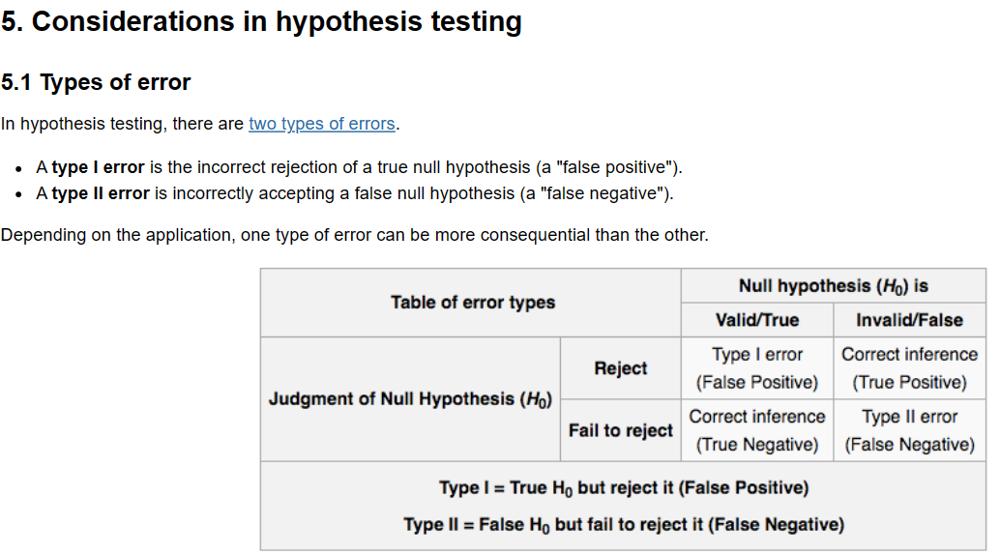 5. Considerations in hypothesis testing
5.1 Types of error
In hypothesis testing, there are two types of errors.
• A type I error is the incorrect rejection of a true null hypothesis (a "false positive").
• A type II error is incorrectly accepting a false null hypothesis (a "false negative").
Depending on the application, one type of error can be more consequential than the other.
Table of error types
Null hypothesis (H₀) is
Valid/True
Invalid/False
Judgment of Null Hypothesis (H₀)
Reject
Type I error
(False Positive)
Correct inference
(True Positive)
Fail to reject
Correct inference
(True Negative)
Type II error
(False Negative)
Type I = True H₀ but reject it (False Positive)
Type II = False H₀ but fail to reject it (False Negative)